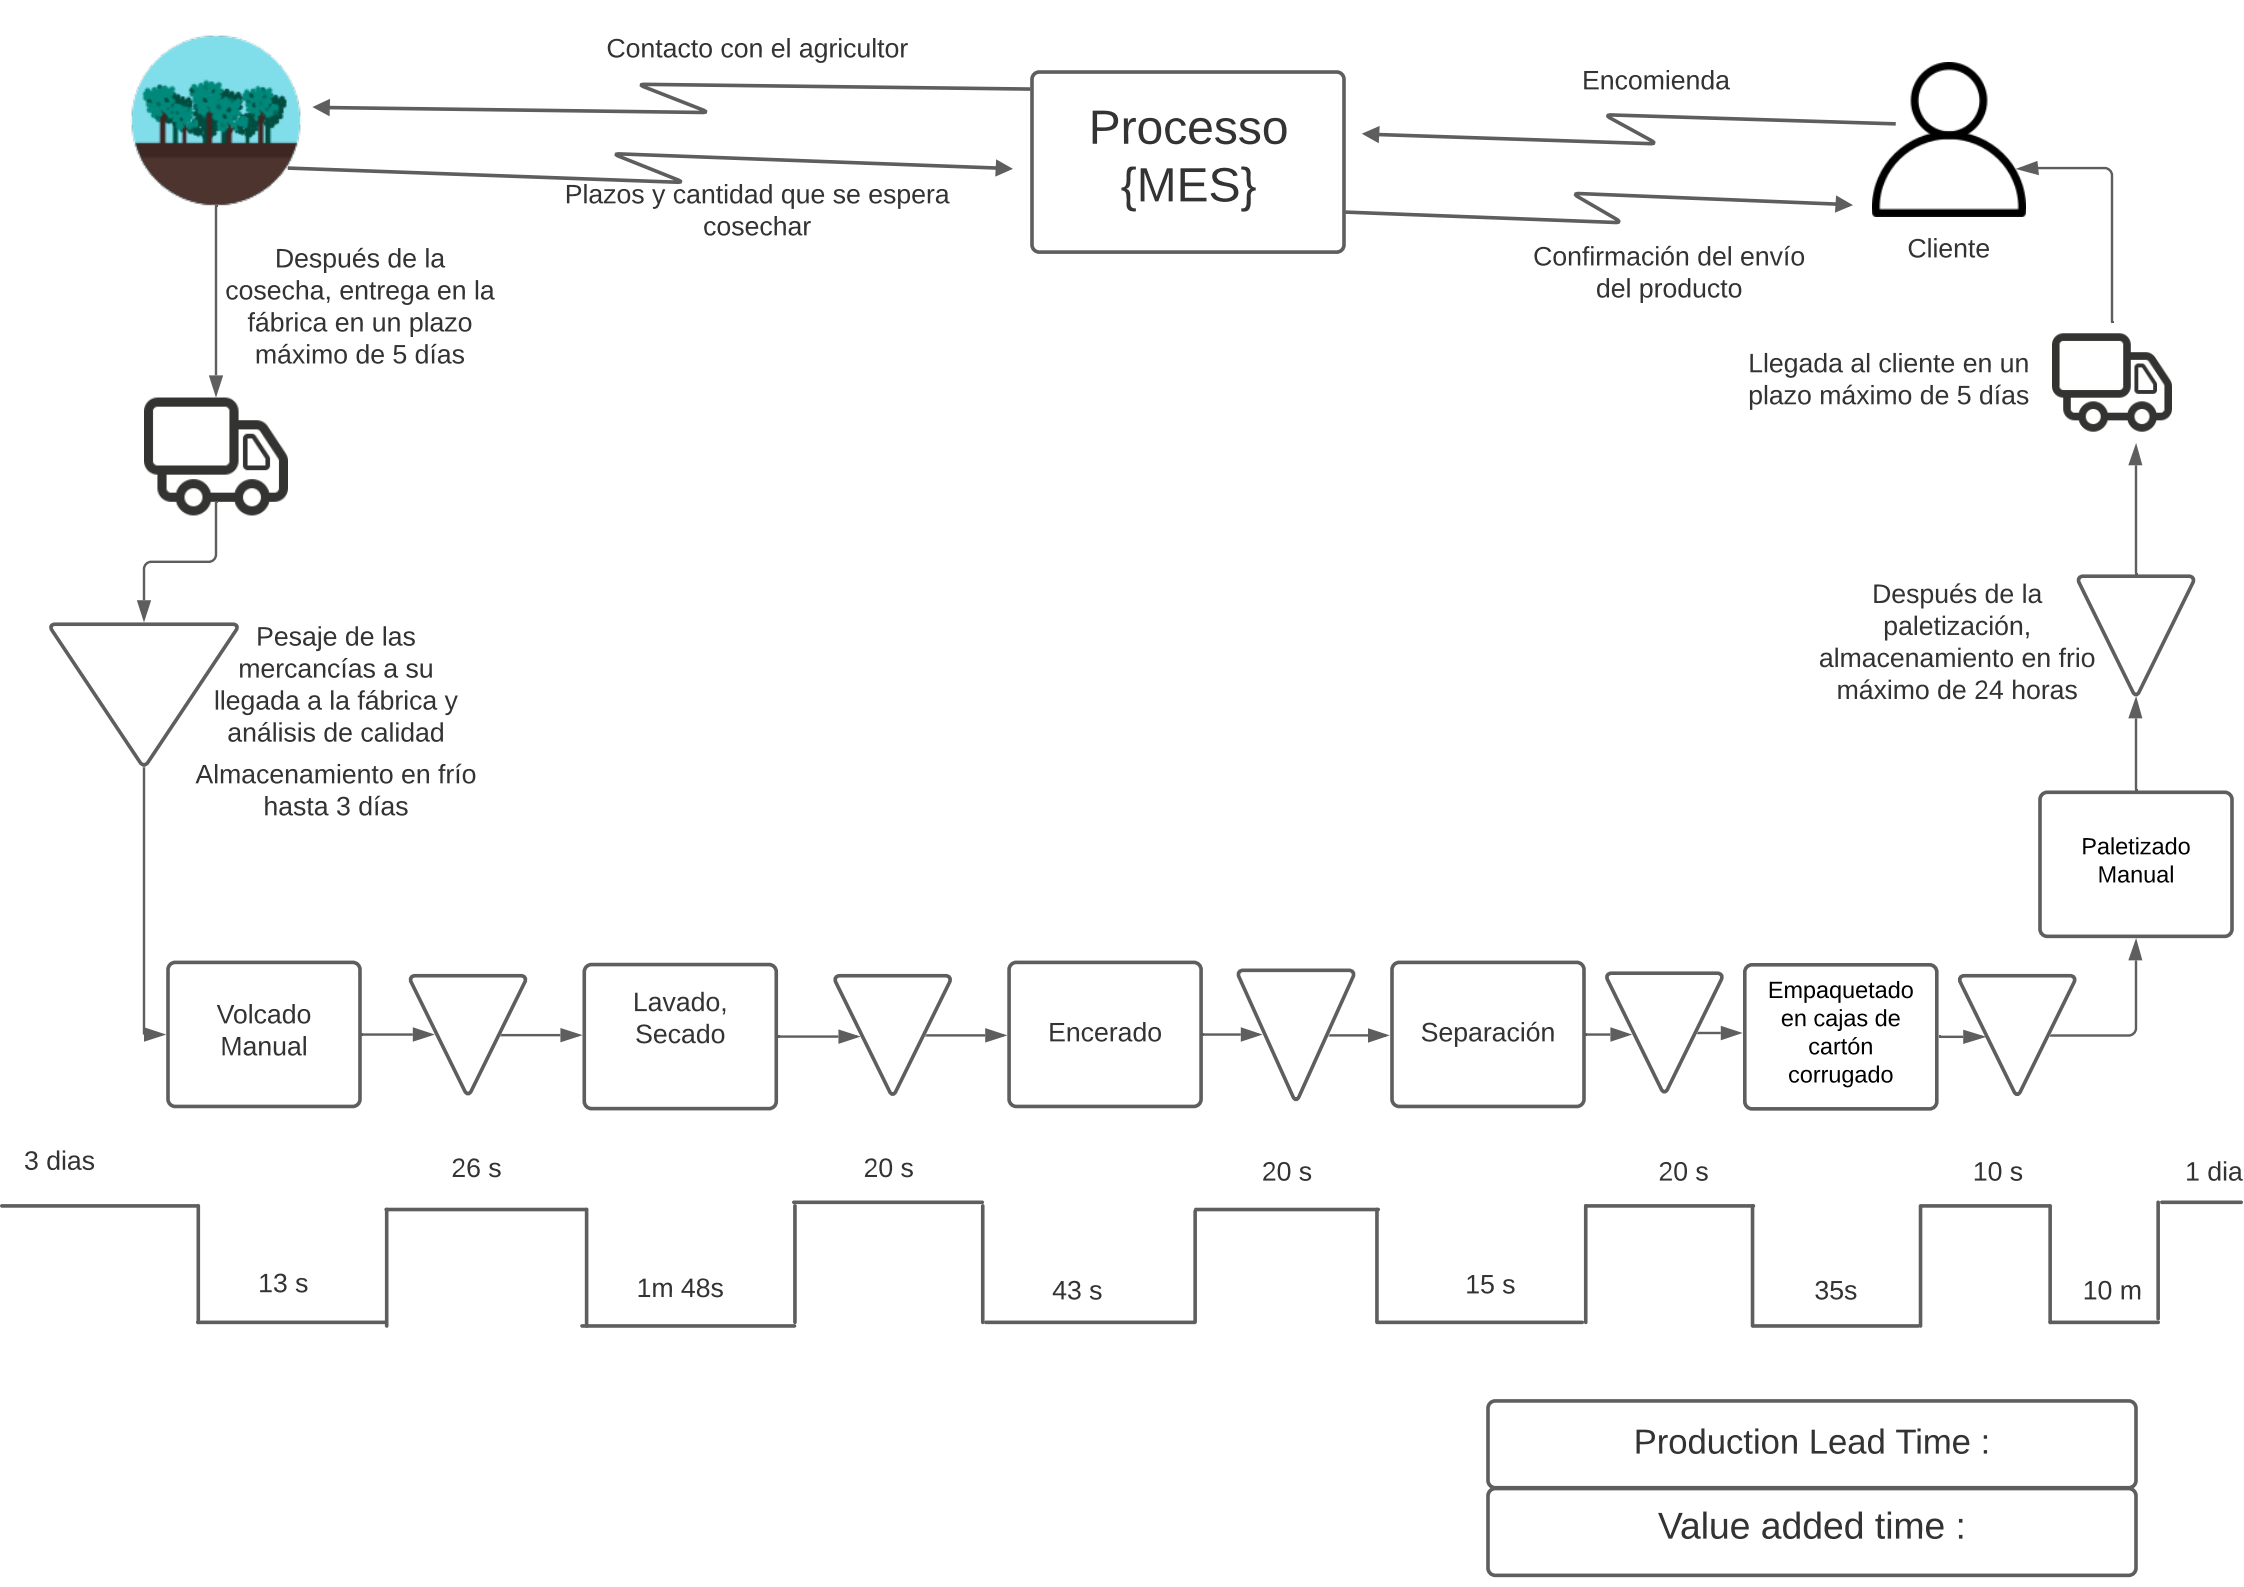 Contacto con el agricultor
Encomienda
Processo
{MES}
Plazos y cantidad que se espera
cosechar
Confirmación del envío
del producto
Cliente
Después de la
cosecha, entrega en la
fábrica en un plazo
máximo de 5 días
Llegada al cliente en un
plazo máximo de 5 días
Pesaje de las
mercancías a su
llegada a la fábrica y
análisis de calidad
Almacenamiento en frío
hasta 3 días
Después de la
paletización,
almacenamiento en frio
máximo de 24 horas
Paletizado
Manual
Volcado
Manual
Lavado,
Secado
Encerado
Separación
Empaquetado
en cajas de
cartón
corrugado
3 dias
26 s
20 s
20 s
20 s
10 s
1 dia
13 s
1m 48s
43 s
15 s
35s
10 m
Production Lead Time :
Value added time :